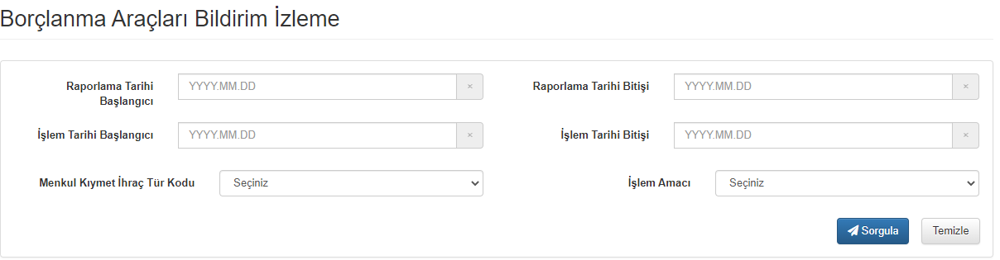 Borçlanma Araçları Bildirim İzleme
Raporlama Tarihi
Başlangıcı
YYYY.MM.DD
×
Raporlama Tarihi Bitişi
YYYY.MM.DD
×
İşlem Tarihi Başlangıcı
YYYY.MM.DD
×
İşlem Tarihi Bitişi
YYYY.MM.DD
×
Menkul Kıymet İhraç Tür Kodu
Seçiniz
İşlem Amacı
Seçiniz
Sorgula
Temizle